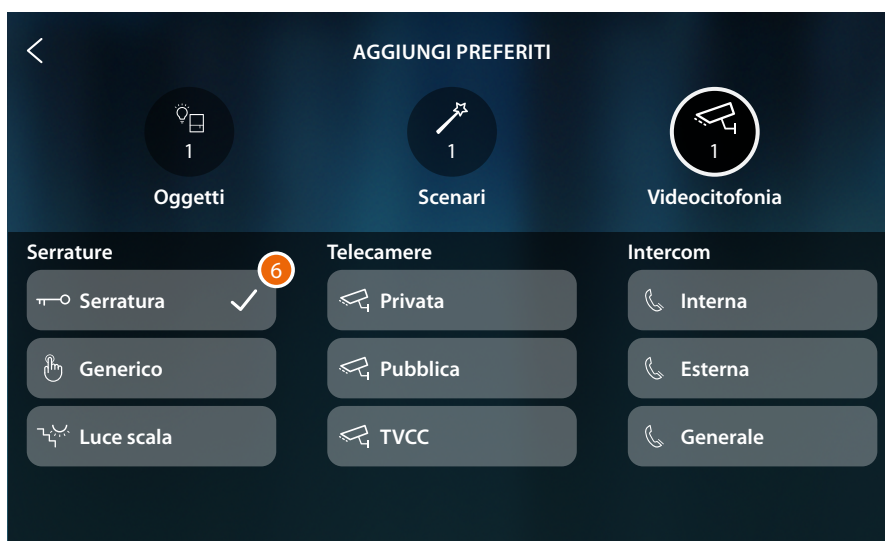 AGGIUNGI PREFERITI
1
1
1
Oggetti
Scenari
Videocitofonia
Serrature
Telecamere
Intercom
6
Serratura
Privata
Interna
Generico
Pubblica
Esterna
Luce scala
TVCC
Generale